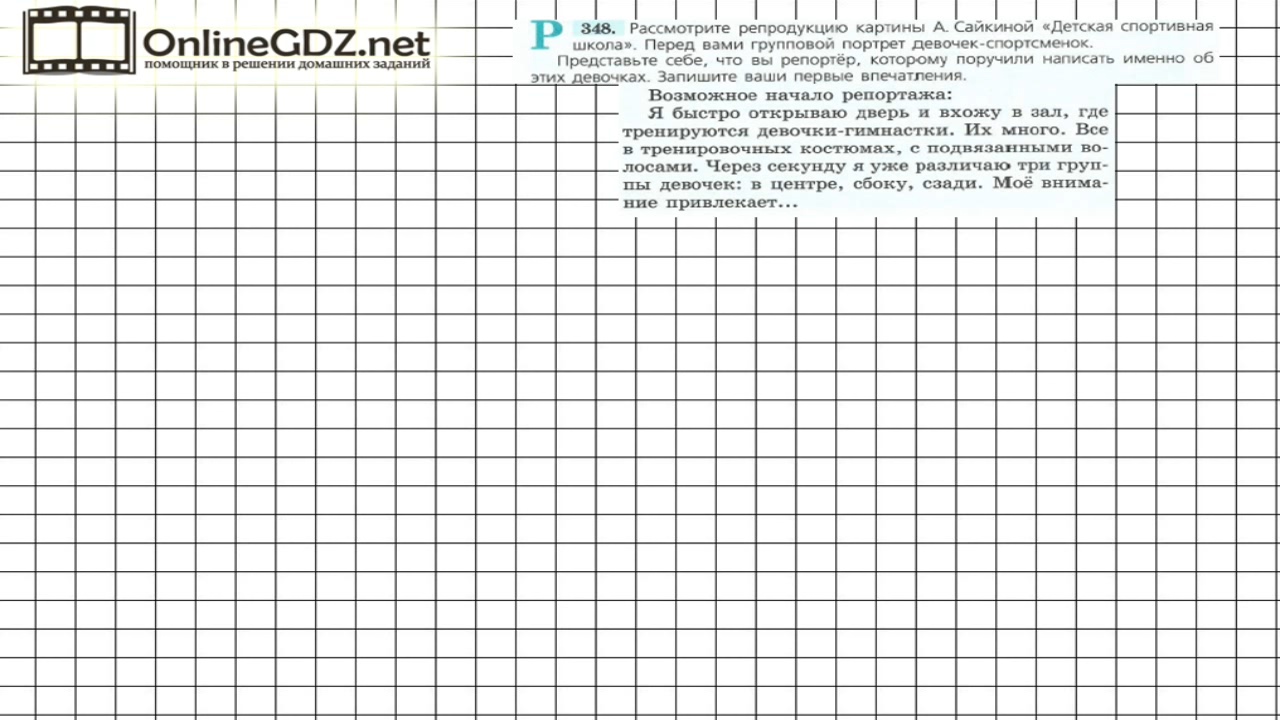 OnlineGDZ.net
помощник в решении домашних заданий
Р 348. Рассмотрите репродукцию картины А. Сайкиной «Детская спортивная
школа». Перед вами групповой портрет девочек-спортсменок.
Представьте себе, что вы репортёр, которому поручили написать именно об
этих девочках. Запишите ваши первые впечатления.
Возможное начало репортажа:
Я быстро открываю дверь и вхожу в зал, где
тренируются девочки-гимнастки. Их много. Все
в тренировочных костюмах, с подвязанными во-
лосами. Через секунду я уже различаю три груп-
пы девочек: в центре, сбоку, сзади. Моё внима-
ние привлекает...